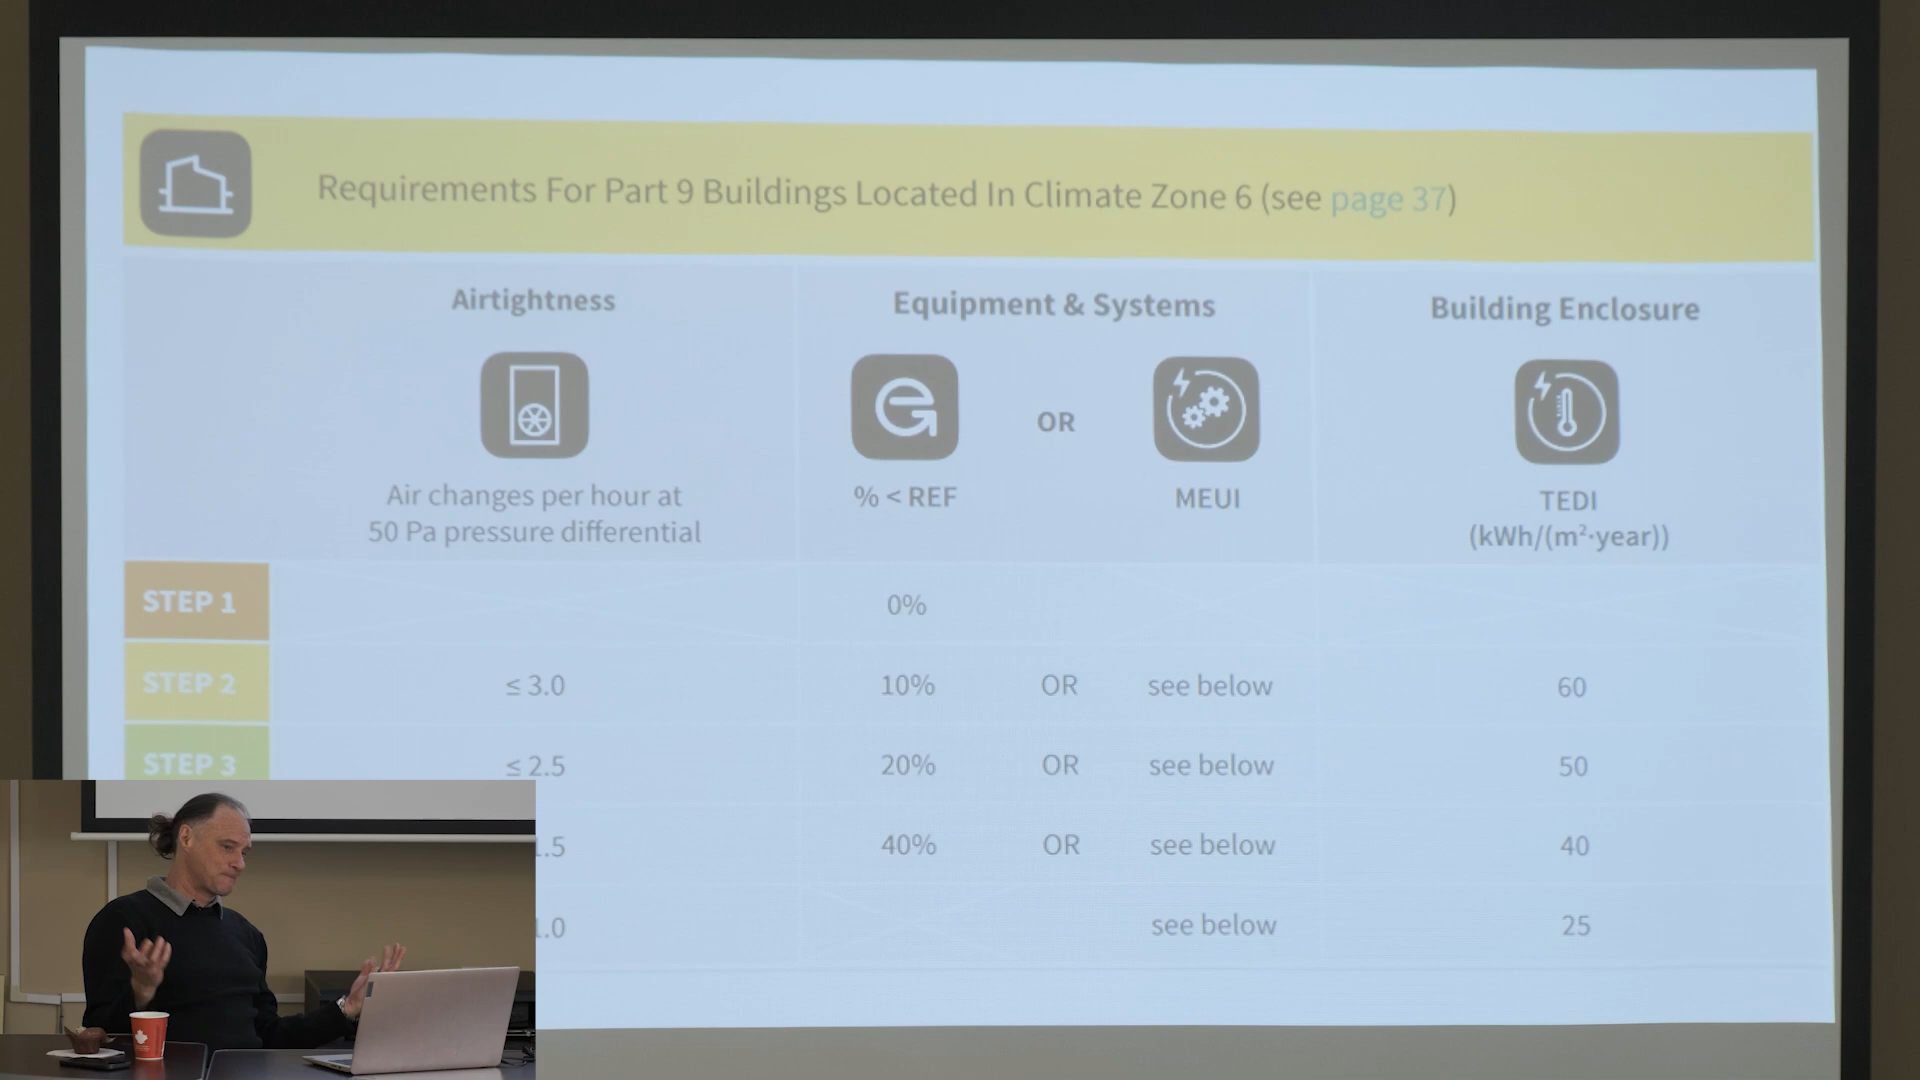 Requirements For Part 9 Buildings Located In Climate Zone 6 (see page 37)
Airtightness
Equipment & Systems
Building Enclosure
OR
Air changes per hour at
50 Pa pressure differential
% < REF
MEUI
TEDI
(kWh/(m²·year))
STEP 1
0%
STEP 2
≤ 3.0
10%
OR
see below
60
STEP 3
≤ 2.5
20%
OR
see below
50
.5
40%
OR
see below
40
1.0
see below
25